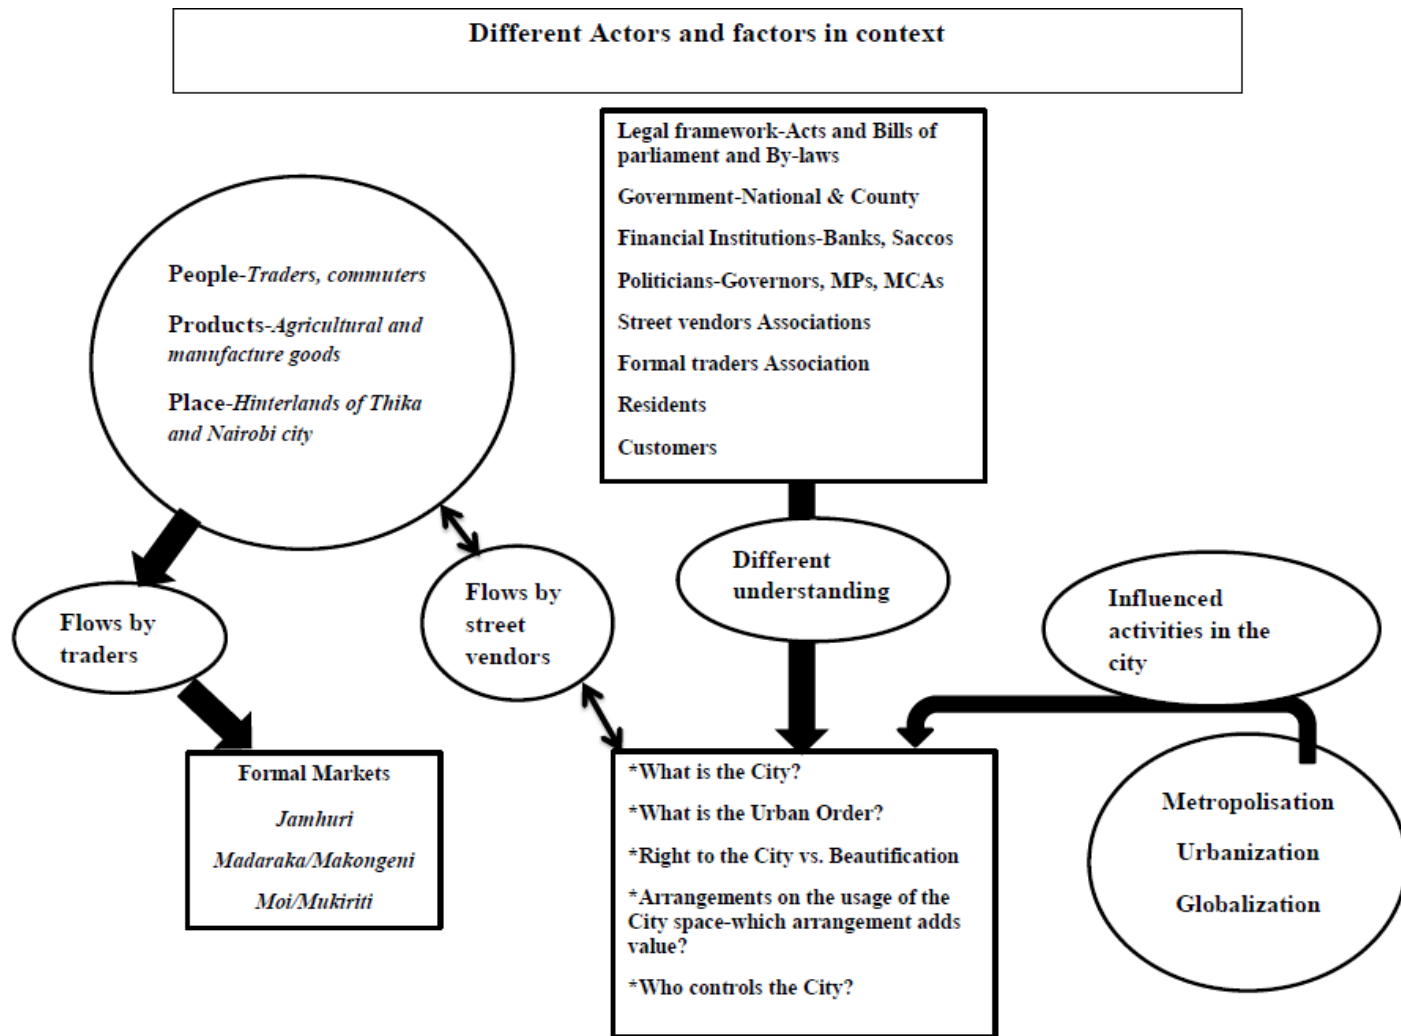 Different Actors and factors in context
Legal framework-Acts and Bills of
parliament and By-laws
Government-National & County
Financial Institutions-Banks, Saccos
Politicians-Governors, MPs, MCAs
Street vendors Associations
Formal traders Association
Residents
Customers
People-Traders, commuters
Products-Agricultural and
manufacture goods
Place-Hinterlands of Thika
and Nairobi city
Flows by
traders
Flows by
street
vendors
Different
understanding
Influenced
activities in the
city
Formal Markets
Jamhuri
Madaraka/Makongeni
Moi/Mukiriti
*What is the City?
*What is the Urban Order?
*Right to the City vs. Beautification
*Arrangements on the usage of the
City space-which arrangement adds
value?
*Who controls the City?
Metropolisation
Urbanization
Globalization